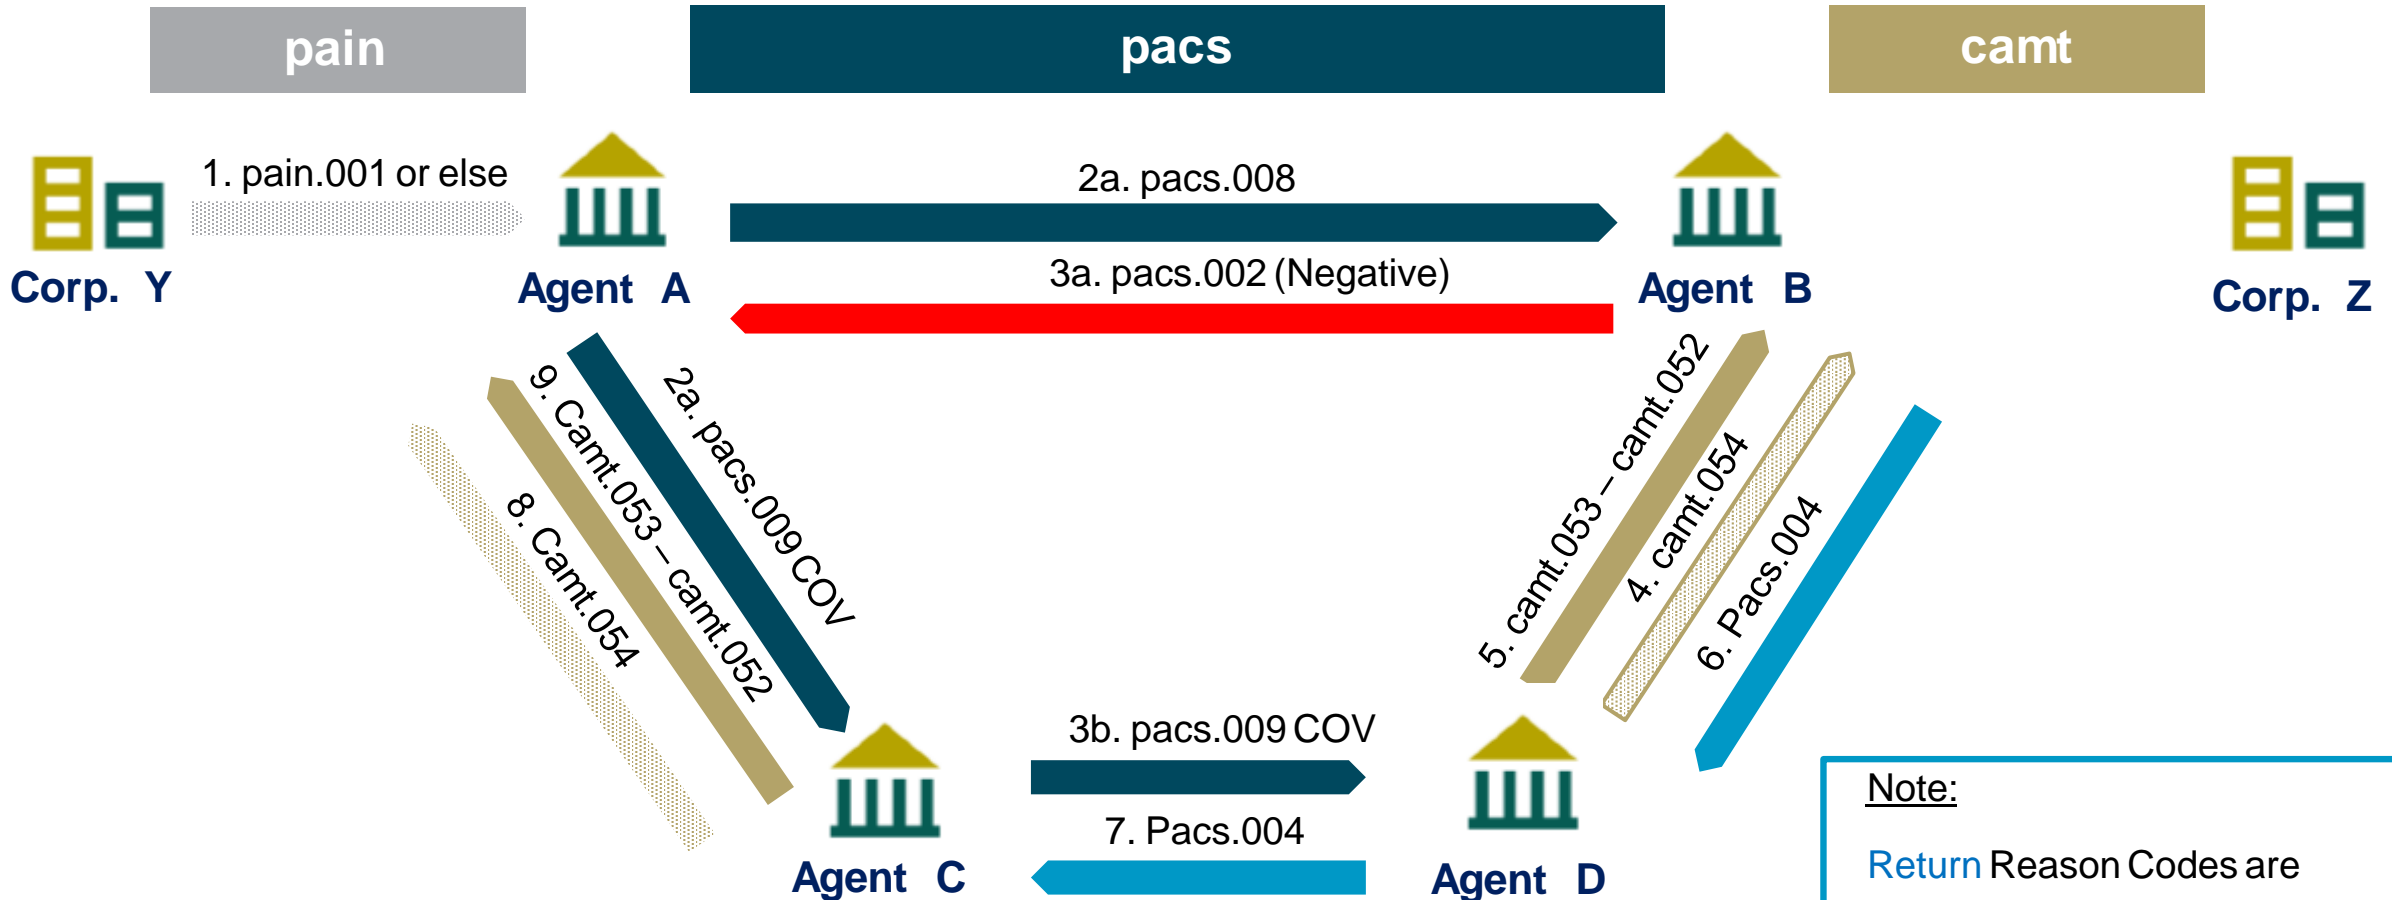 pain
pacs
camt
1. pain.001 or else
2a. pacs.008
3a. pacs.002 (Negative)
Corp. Y
Agent A
Agent B
Corp. Z
2a. pacs.009 COV
9. Camt.053 – camt.052
8. Camt.054
5. camt.053 – camt.052
4. camt.054
6. Pacs.004
3b. pacs.009 COV
7. Pacs.004
Agent C
Agent D
Note:
Return Reason Codes are